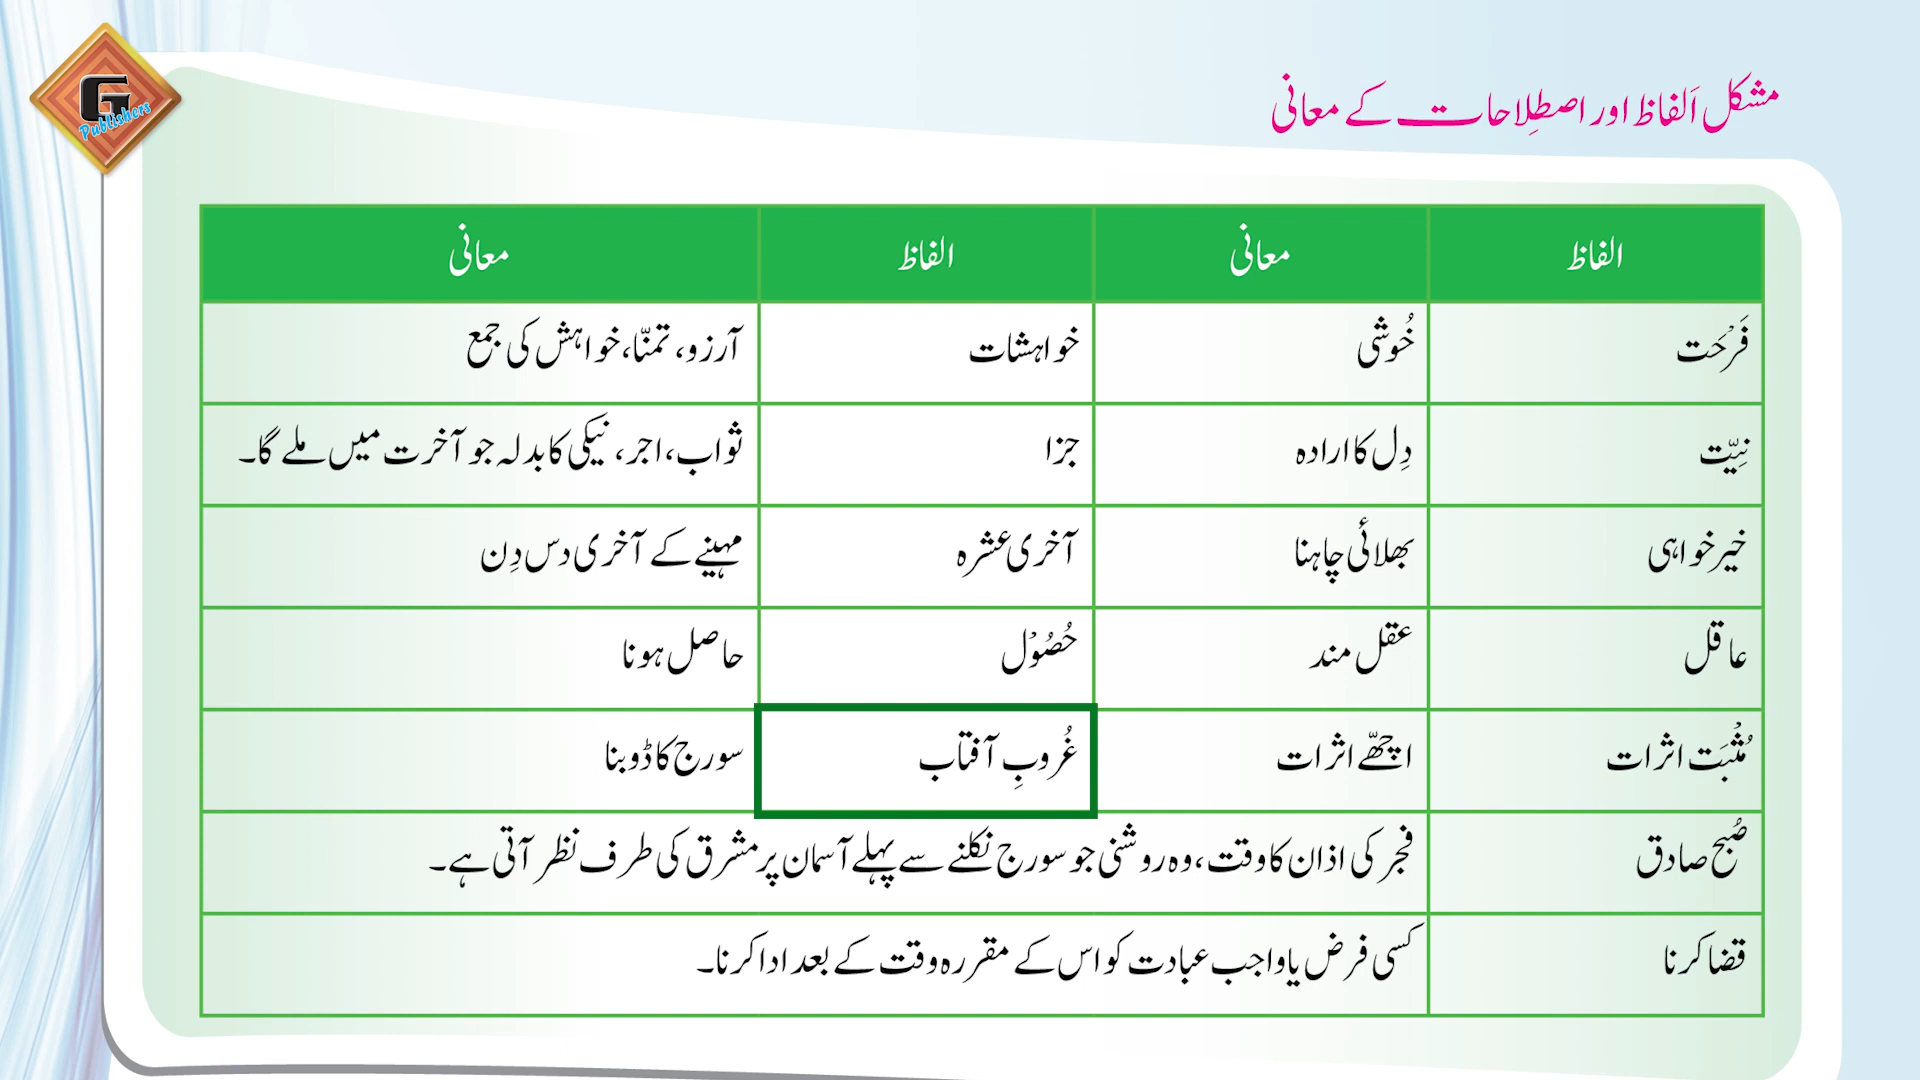 G
Publishers
مشکل اَلفاظ اور اصطِلاحات کے معانی
الفاظ معانی الفاظ معانی
فَرْحَت خُوشی خواہشات آرزو، تمنّا، خواہش کی جمع
نِیّت دِل کا ارادہ جزا ثواب، اجر، نیکی کا بدلہ جو آخرت میں ملے گا۔
خیر خواہی بھلائی چاہنا آخری عشرہ مہینے کے آخری دس دِن
عاقل عقل مند حُصُوْل حاصل ہونا
مُثْبَت اثرات اچھّے اثرات غُروبِ آفتاب سورج کا ڈوبنا
صُبح صادق فجر کی اذان کا وقت، وہ روشنی جو سورج نکلنے سے پہلے آسمان پر مشرق کی طرف نظر آتی ہے۔
قضا کرنا کسی فرض یا واجب عبادت کو اس کے مقررہ وقت کے بعد ادا کرنا۔